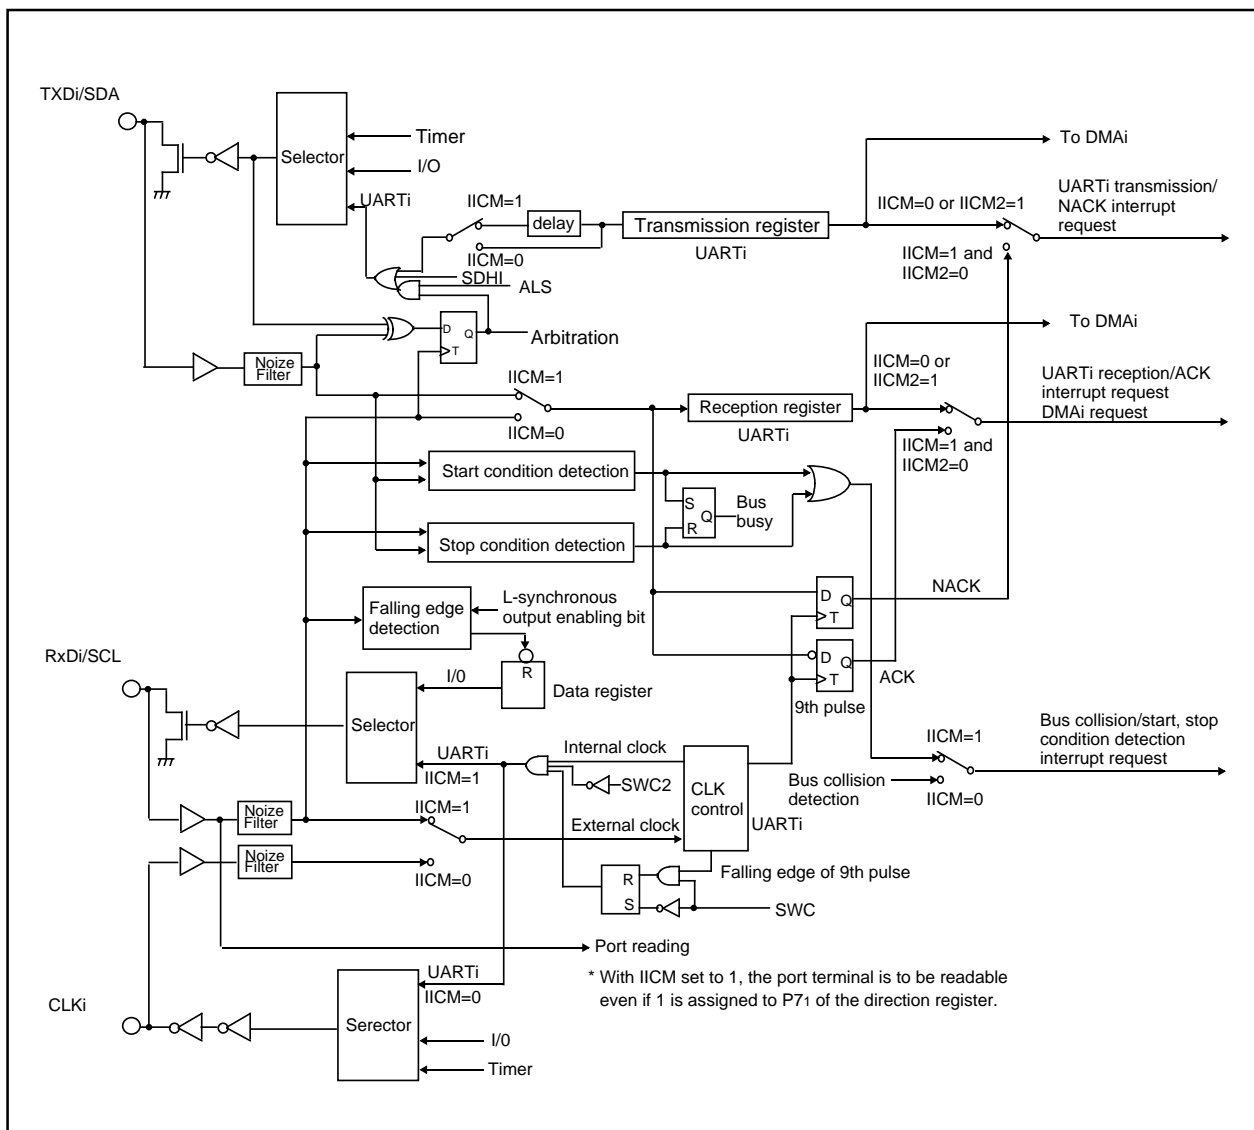 TXDi/SDA
Selector
Timer
I/O
UARTi
To DMAi
IICM=1
delay
IICM=0
Transmission register
UARTi
IICM=0 or IICM2=1
UARTi transmission/
NACK interrupt
request
IICM=1 and
IICM2=0
SDHI
ALS
D
Q
T
Arbitration
Noize
Filter
To DMAi
IICM=1
IICM=0
Reception register
UARTi
IICM=0 or
IICM2=1
UARTi reception/ACK
interrupt request
DMAi request
IICM=1 and
IICM2=0
Start condition detection
S
Q
R
Bus
busy
Stop condition detection
Falling edge
detection
L-synchronous
output enabling bit
D
Q
T
NACK
D
Q
T
ACK
9th pulse
RxDi/SCL
Selector
I/0
R
Data register
UARTi
IICM=1
Internal clock
SWC2
CLK
control
UARTi
Bus collision/start, stop
condition detection
interrupt request
IICM=1
Bus collision
detection
IICM=0
Noize
Filter
IICM=1
External clock
Noize
Filter
IICM=0
Falling edge of 9th pulse
R
S
SWC
Port reading
* With IICM set to 1, the port terminal is to be readable
even if 1 is assigned to P71 of the direction register.
CLKi
Serector
UARTi
IICM=0
I/0
Timer